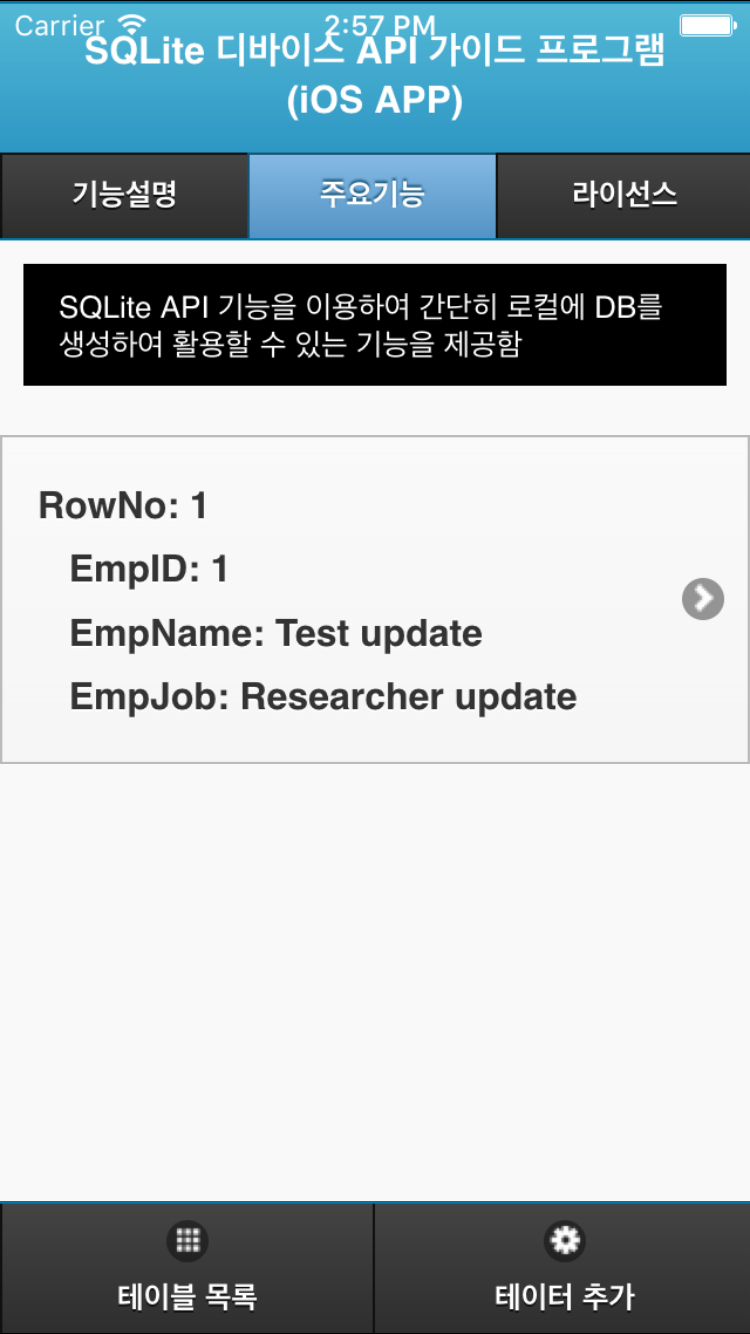 Carrier 2:57 PM
SQLite 디바이스 API 가이드 프로그램
(iOS APP)
기능설명 주요기능 라이선스
SQLite API 기능을 이용하여 간단히 로컬에 DB를
생성하여 활용할 수 있는 기능을 제공함
RowNo: 1
EmpID: 1
EmpName: Test update
EmpJob: Researcher update
테이블 목록 테이터 추가